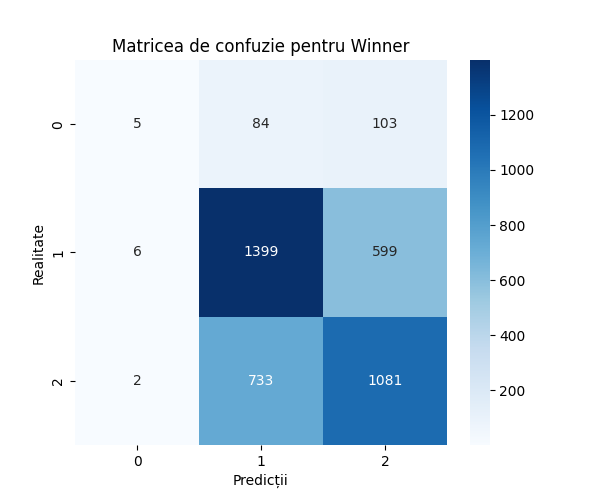 Matricea de confuzie pentru Winner
Realitate
0 5 84 103
1 6 1399 599
2 2 733 1081
0 1 2
Predicții
1200
1000
800
600
400
200